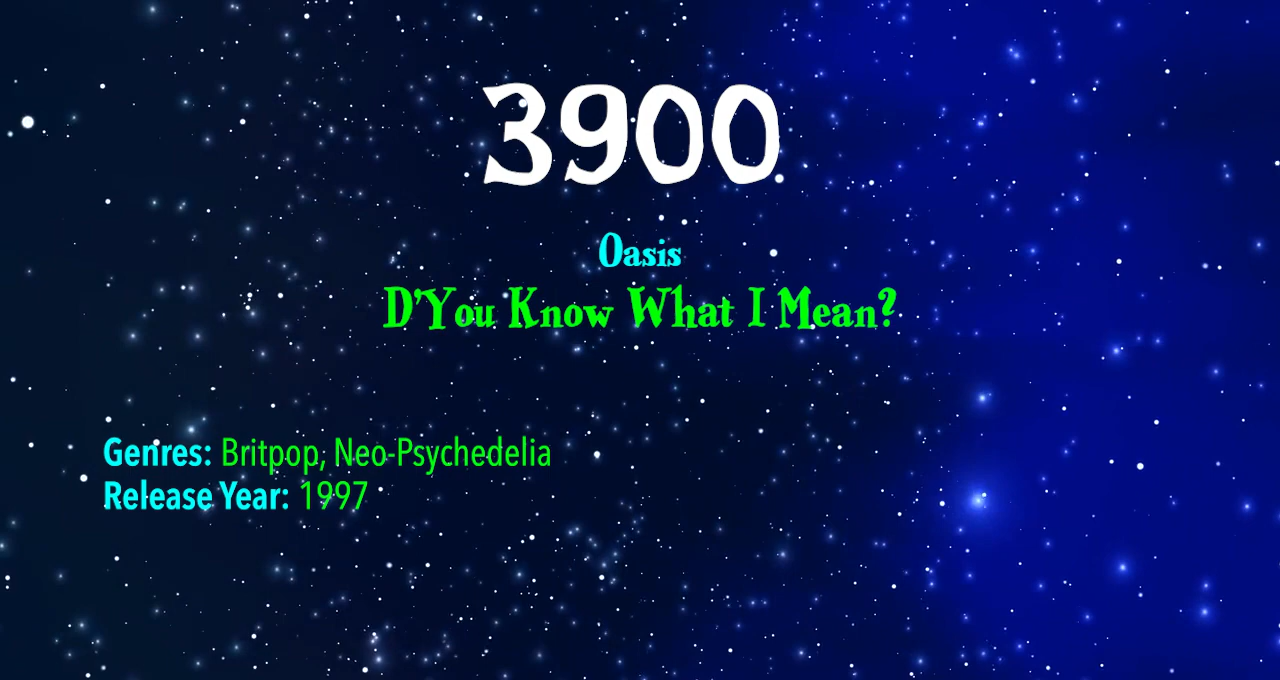 3900
Oasis
D'You Know What I Mean?
Genres: Britpop, Neo-Psychedelia
Release Year: 1997